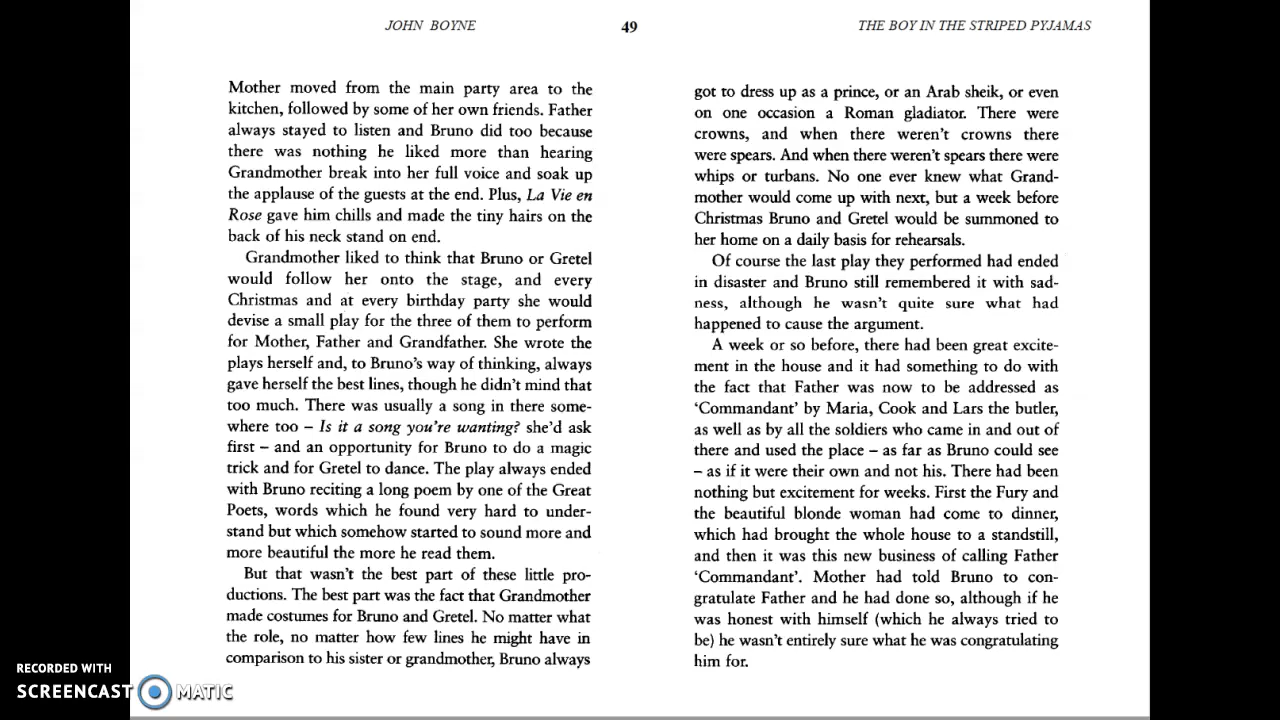 JOHN BOYNE
49
THE BOY IN THE STRIPED PYJAMAS
Mother moved from the main party area to the
kitchen, followed by some of her own friends. Father
always stayed to listen and Bruno did too because
there was nothing he liked more than hearing
Grandmother break into her full voice and soak up
the applause of the guests at the end. Plus, La Vie en
Rose gave him chills and made the tiny hairs on the
back of his neck stand on end.
Grandmother liked to think that Bruno or Gretel
would follow her onto the stage, and every
Christmas and at every birthday party she would
devise a small play for the three of them to perform
for Mother, Father and Grandfather. She wrote the
plays herself and, to Bruno's way of thinking, always
gave herself the best lines, though he didn't mind that
too much. There was usually a song in there some-
where too – Is it a song you're wanting? she'd ask
first – and an opportunity for Bruno to do a magic
trick and for Gretel to dance. The play always ended
with Bruno reciting a long poem by one of the Great
Poets, words which he found very hard to under-
stand but which somehow started to sound more and
more beautiful the more he read them.
But that wasn't the best part of these little pro-
ductions. The best part was the fact that Grandmother
made costumes for Bruno and Gretel. No matter what
the role, no matter how few lines he might have in
comparison to his sister or grandmother, Bruno always
got to dress up as a prince, or an Arab sheik, or even
on one occasion a Roman gladiator. There were
crowns, and when there weren't crowns there
were spears. And when there weren't spears there were
whips or turbans. No one ever knew what Grand-
mother would come up with next, but a week before
Christmas Bruno and Gretel would be summoned to
her home on a daily basis for rehearsals.
Of course the last play they performed had ended
in disaster and Bruno still remembered it with sad-
ness, although he wasn't quite sure what had
happened to cause the argument.
A week or so before, there had been great excite-
ment in the house and it had something to do with
the fact that Father was now to be addressed as
'Commandant' by Maria, Cook and Lars the butler,
as well as by all the soldiers who came in and out of
there and used the place – as far as Bruno could see
– as if it were their own and not his. There had been
nothing but excitement for weeks. First the Fury and
the beautiful blonde woman had come to dinner,
which had brought the whole house to a standstill,
and then it was this new business of calling Father
'Commandant'. Mother had told Bruno to con-
gratulate Father and he had done so, although if he
was honest with himself (which he always tried to
be) he wasn't entirely sure what he was congratulating
him for.
RECORDED WITH
SCREENCAST MATIC